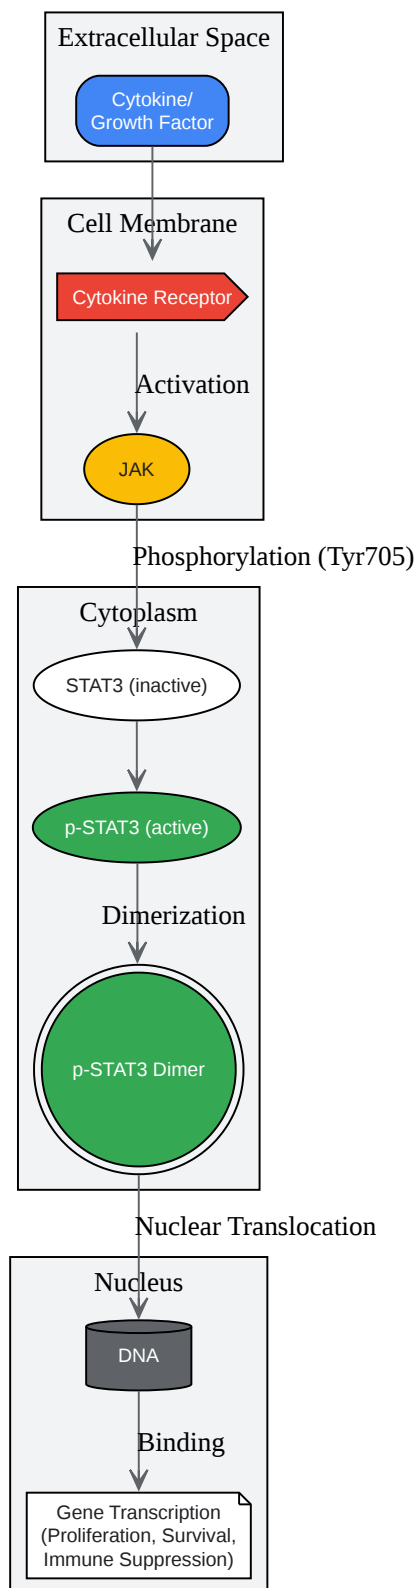 Extracellular Space
Cytokine/
Growth Factor
Cell Membrane
Cytokine Receptor
Activation
JAK
Phosphorylation (Tyr705)
Cytoplasm
STAT3 (inactive)
p-STAT3 (active)
Dimerization
p-STAT3 Dimer
Nuclear Translocation
Nucleus
DNA
Binding
Gene Transcription
(Proliferation, Survival,
Immune Suppression)